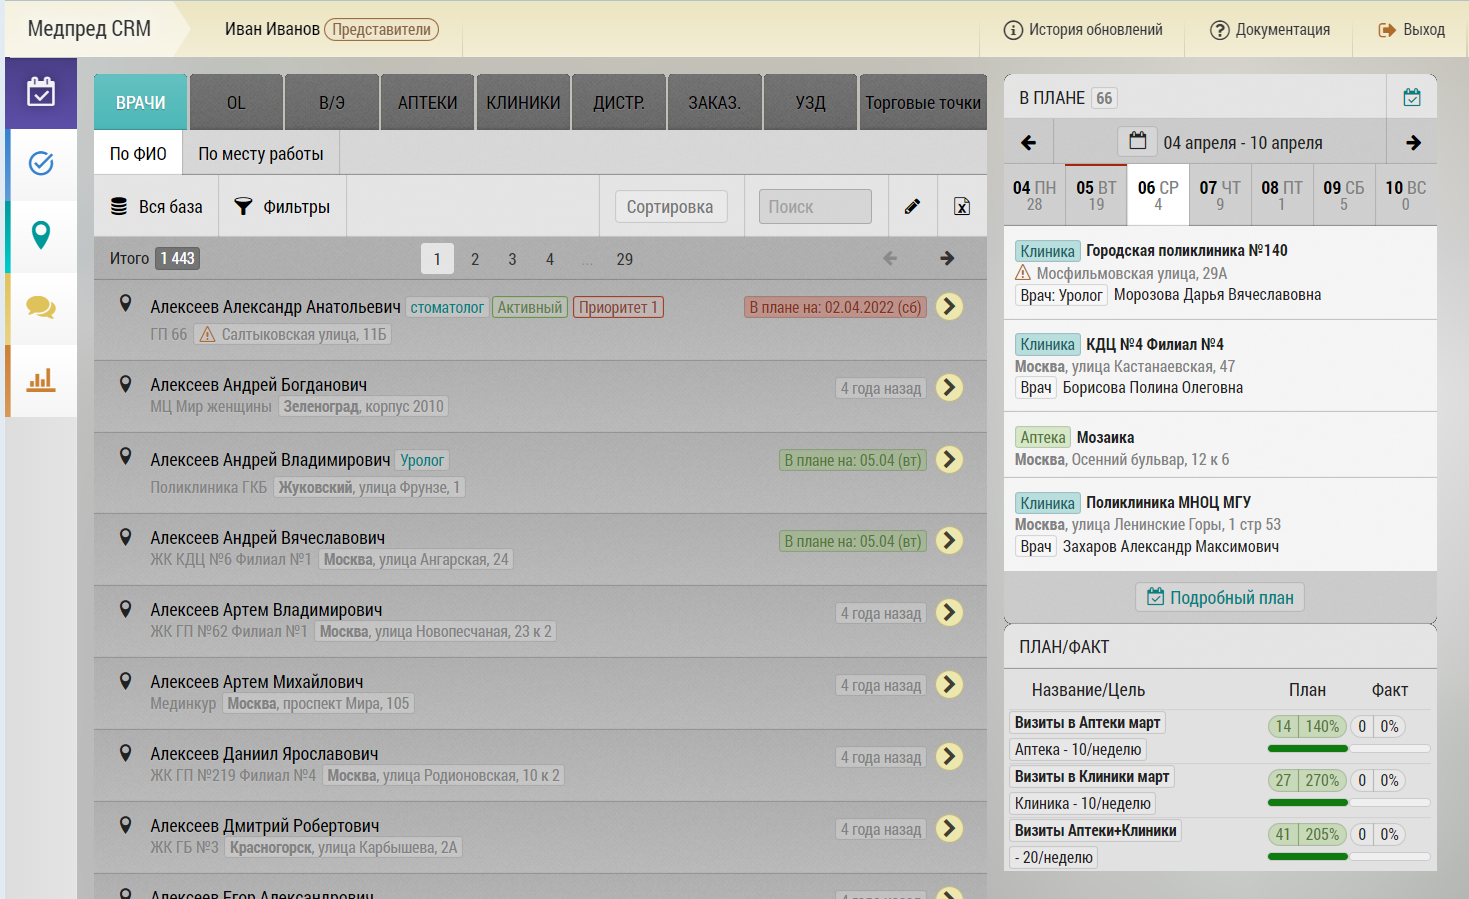 Медпред CRM
Иван Иванов Представители
История обновлений
Документация
Выход
ВРАЧИ OL В/Э АПТЕКИ КЛИНИКИ ДИСТР. ЗАКАЗ. УЗД Торговые точки
По ФИО По месту работы
Вся база Фильтры Сортировка Поиск
Итого 1 443 1 2 3 4 ... 29
Алексеев Александр Анатольевич стоматолог Активный Приоритет 1 В плане на: 02.04.2022 (сб)
ГП 66 Салтыковская улица, 11Б
Алексеев Андрей Богданович 4 года назад
МЦ Мир женщины Зеленоград, корпус 2010
Алексеев Андрей Владимирович Уролог В плане на: 05.04 (вт)
Поликлиника ГКБ Жуковский, улица Фрунзе, 1
Алексеев Андрей Вячеславович В плане на: 05.04 (вт)
ЖК КДЦ №6 Филиал №1 Москва, улица Ангарская, 24
Алексеев Артем Владимирович 4 года назад
ЖК ГП №62 Филиал №1 Москва, улица Новопесчаная, 23 к 2
Алексеев Артем Михайлович 4 года назад
Мединкур Москва, проспект Мира, 105
Алексеев Даниил Ярославович 4 года назад
ЖК ГП №219 Филиал №4 Москва, улица Родионовская, 10 к 2
Алексеев Дмитрий Робертович 4 года назад
ЖК ГБ №3 Красногорск, улица Карбышева, 2А
Алексеев Егор Александрович 4 года назад
В ПЛАНЕ 66
04 апреля - 10 апреля
04 ПН 05 ВТ 06 СР 07 ЧТ 08 ПТ 09 СБ 10 ВС
28 19 4 9 1 5 0
Клиника Городская поликлиника №140
Мосфильмовская улица, 29А
Врач: Уролог Морозова Дарья Вячеславовна
Клиника КДЦ №4 Филиал №4
Москва, улица Кастанаевская, 47
Врач Борисова Полина Олеговна
Аптека Мозаика
Москва, Осенний бульвар, 12 к 6
Клиника Поликлиника МНОЦ МГУ
Москва, улица Ленинские Горы, 1 стр 53
Врач Захаров Александр Максимович
Подробный план
ПЛАН/ФАКТ
Название/Цель План Факт
Визиты в Аптеки март 14 140% 0 0%
Аптека - 10/неделю
Визиты в Клиники март 27 270% 0 0%
Клиника - 10/неделю
Визиты Аптеки+Клиники 41 205% 0 0%
- 20/неделю